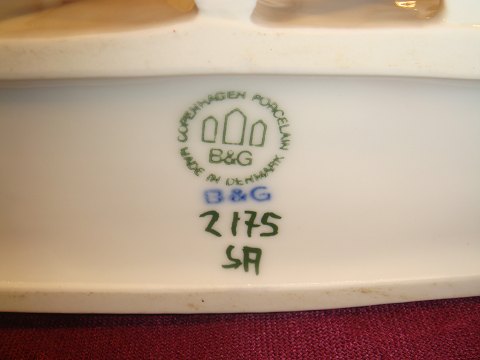 COPENHAGEN PORCELAIN
MADE IN DENMARK
B&G
B&G
2175
SA